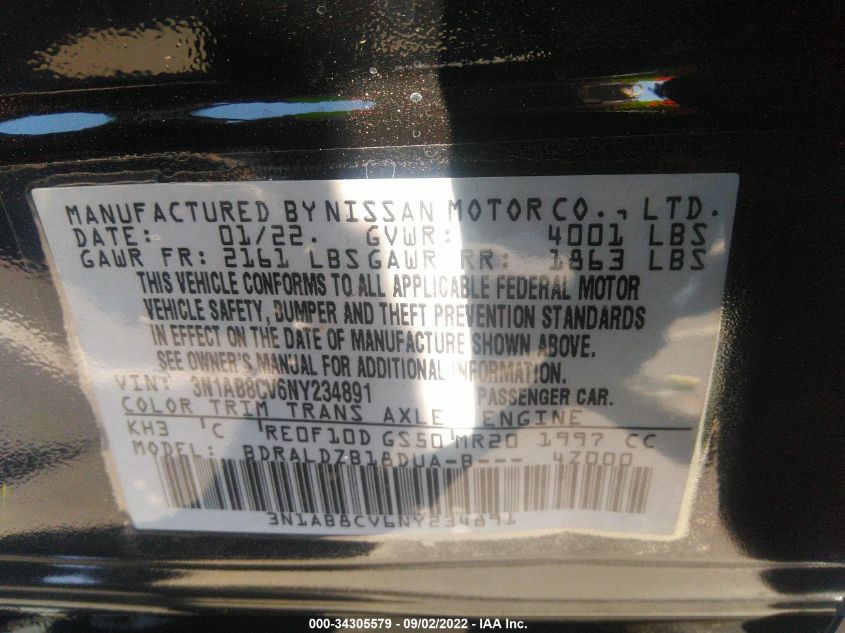 MANUFACTURED BY NISSAN MOTOR CO., LTD.
DATE: 01/22. GVWR: 4001 LBS
GAWR FR: 2161 LBS GAWR RR: 1863 LBS
THIS VEHICLE CONFORMS TO ALL APPLICABLE FEDERAL MOTOR
VEHICLE SAFETY, BUMPER AND THEFT PREVENTION STANDARDS
IN EFFECT ON THE DATE OF MANUFACTURE SHOWN ABOVE.
SEE OWNER'S MANUAL FOR ADDITIONAL INFORMATION.
VIN: 3N1AB8CV6NY234891 PASSENGER CAR.
COLOR TRIM TRANS AXLE ENGINE
KH3 C RE0F10D GS50 MR20 1997 CC
MODEL: BDRALDZB18DUA-B--- 4Z000
3N1AB8CV6NY234891
000-34305579 - 09/02/2022 - IAA Inc.